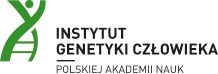 INSTYTUT
GENETYKI CZŁOWIEKA
POLSKIEJ AKADEMII NAUK